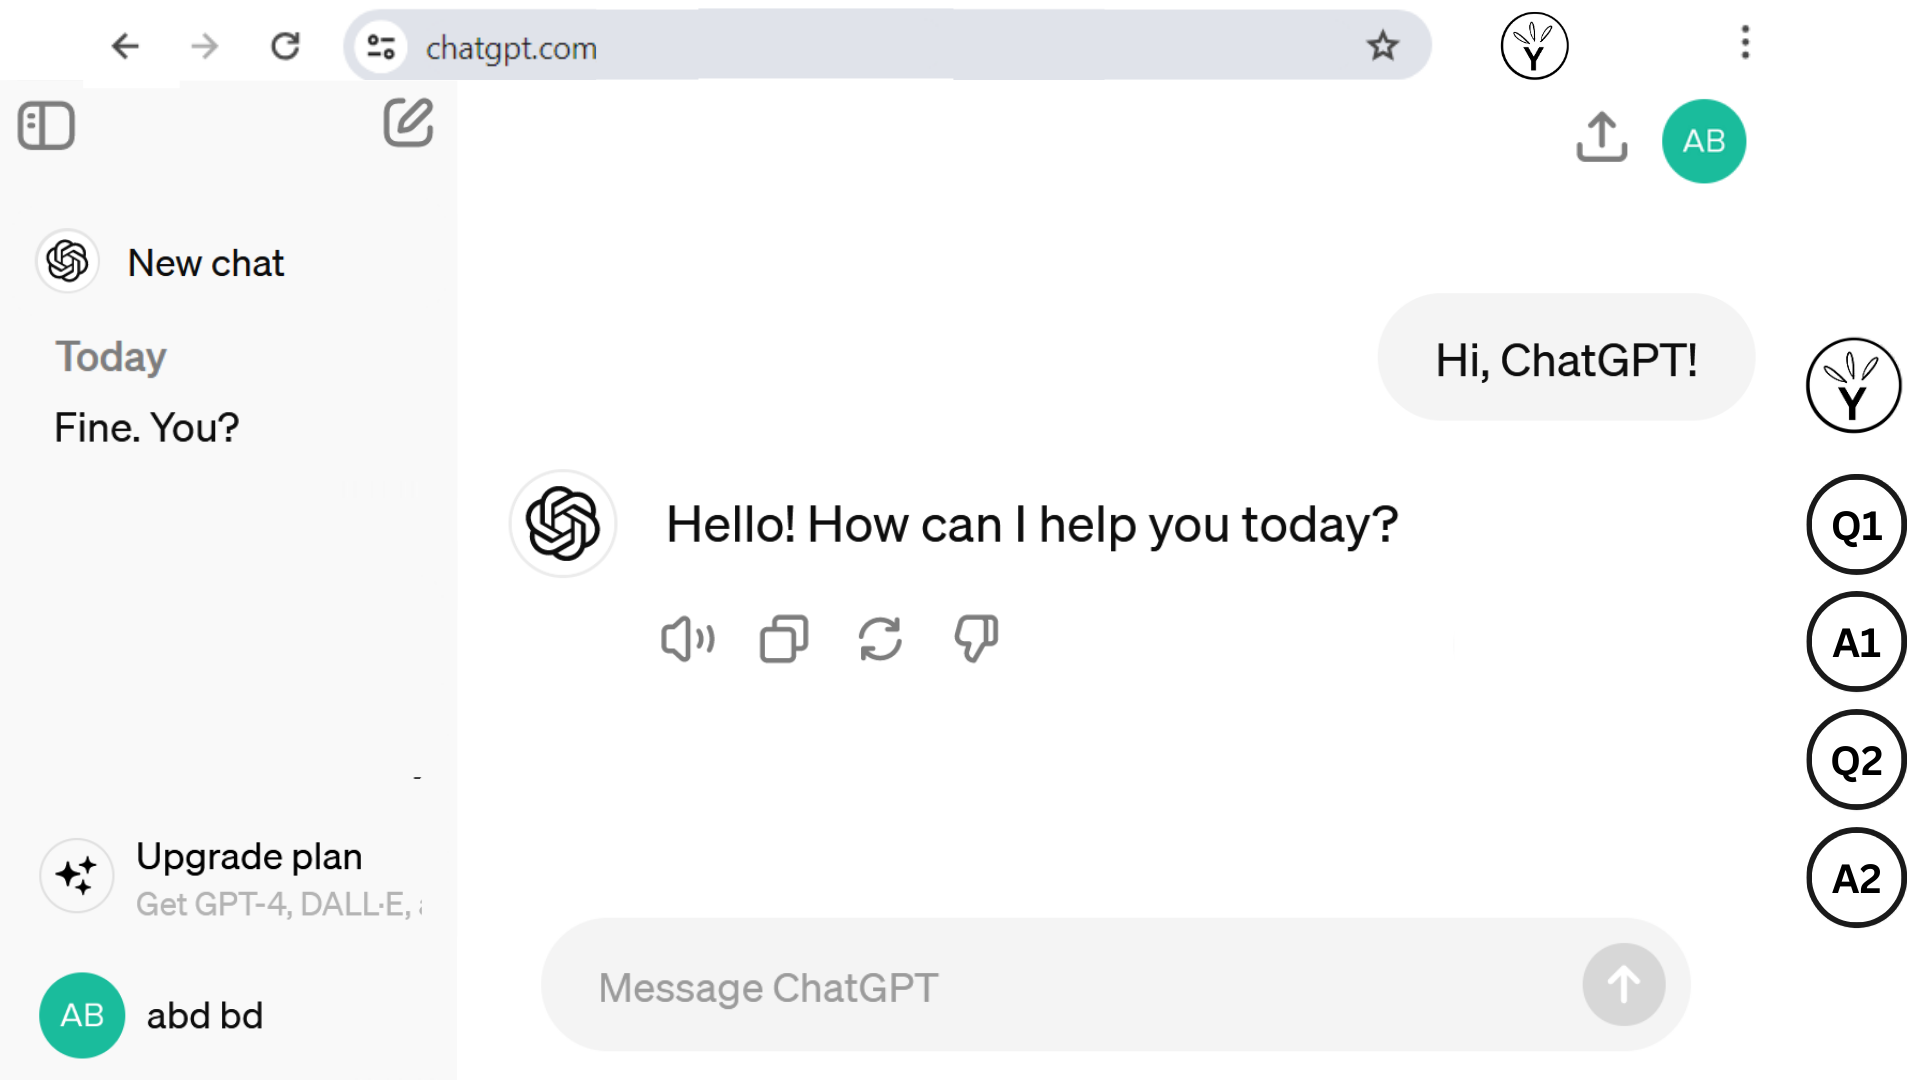 chatgpt.com
Y
AB
New chat
Today
Fine. You?
Hi, ChatGPT!
Y
Hello! How can I help you today?
Q1
A1
Q2
A2
Upgrade plan
Get GPT-4, DALL·E,
Message ChatGPT
AB
abd bd